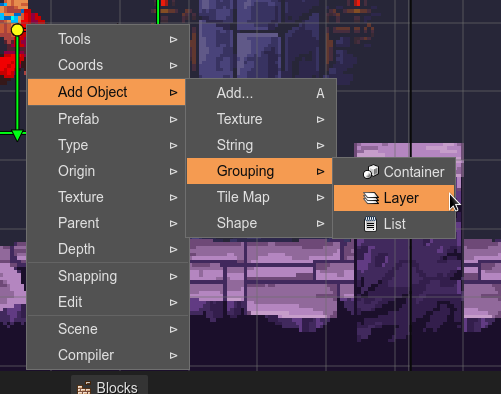 Tools
Coords
Add Object
Prefab
Type
Origin
Texture
Parent
Depth
Snapping
Edit
Scene
Compiler
Add... A
Texture
String
Grouping
Tile Map
Shape
Container
Layer
List
Blocks